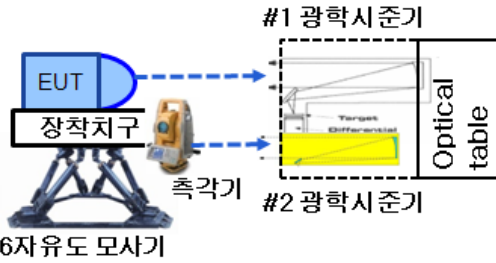 #1 광학시준기
EUT
장착치구
Target
Differential
Optical
table
측각기
#2 광학시준기
6자유도 모사기